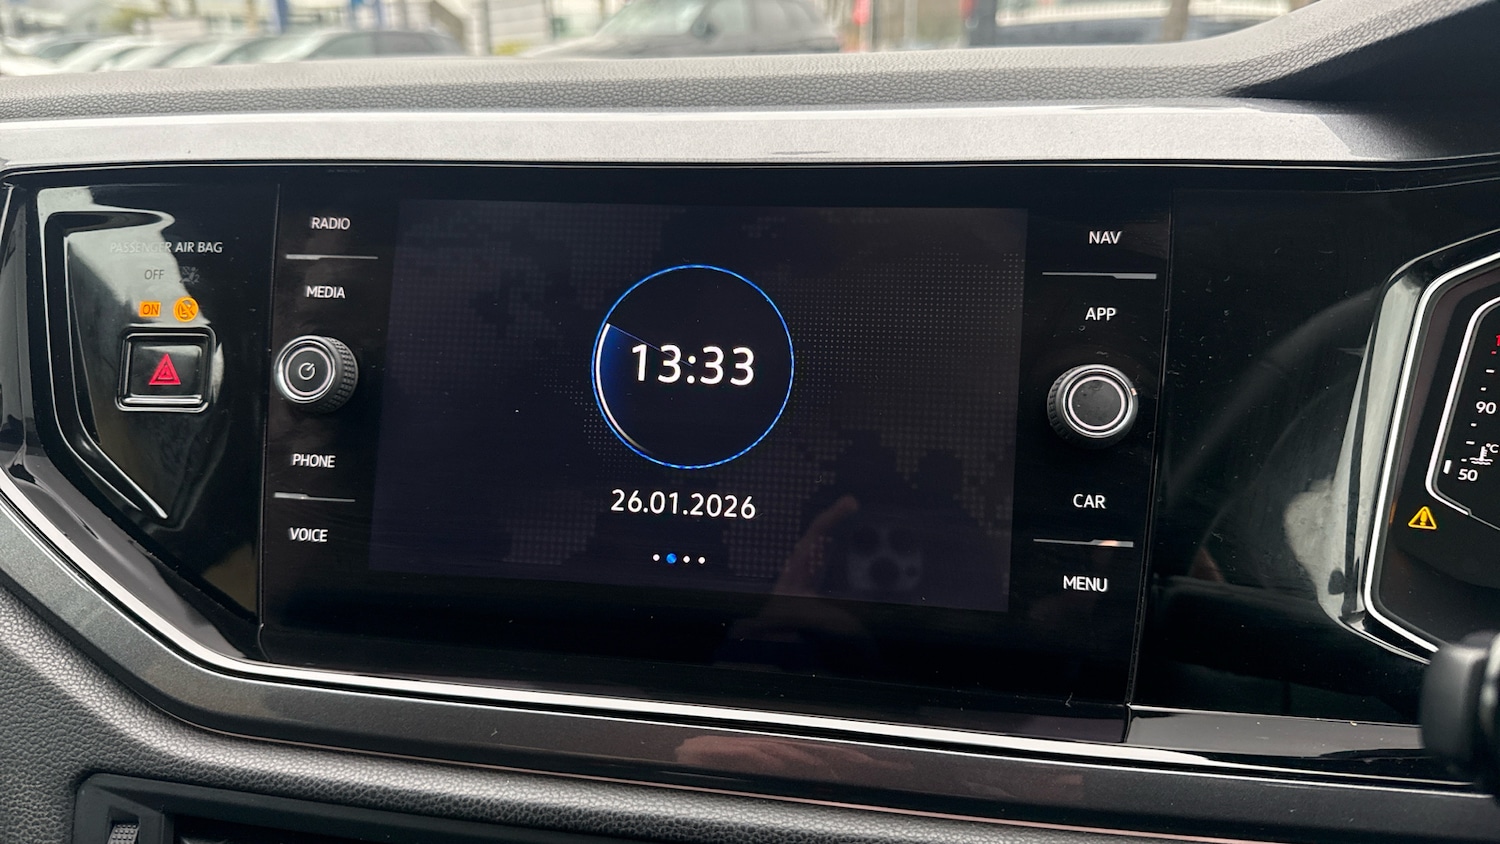 PASSENGER AIR BAG
OFF
ON
RADIO
MEDIA
PHONE
VOICE
13:33
26.01.2026
NAV
APP
CAR
MENU
90
°C
50